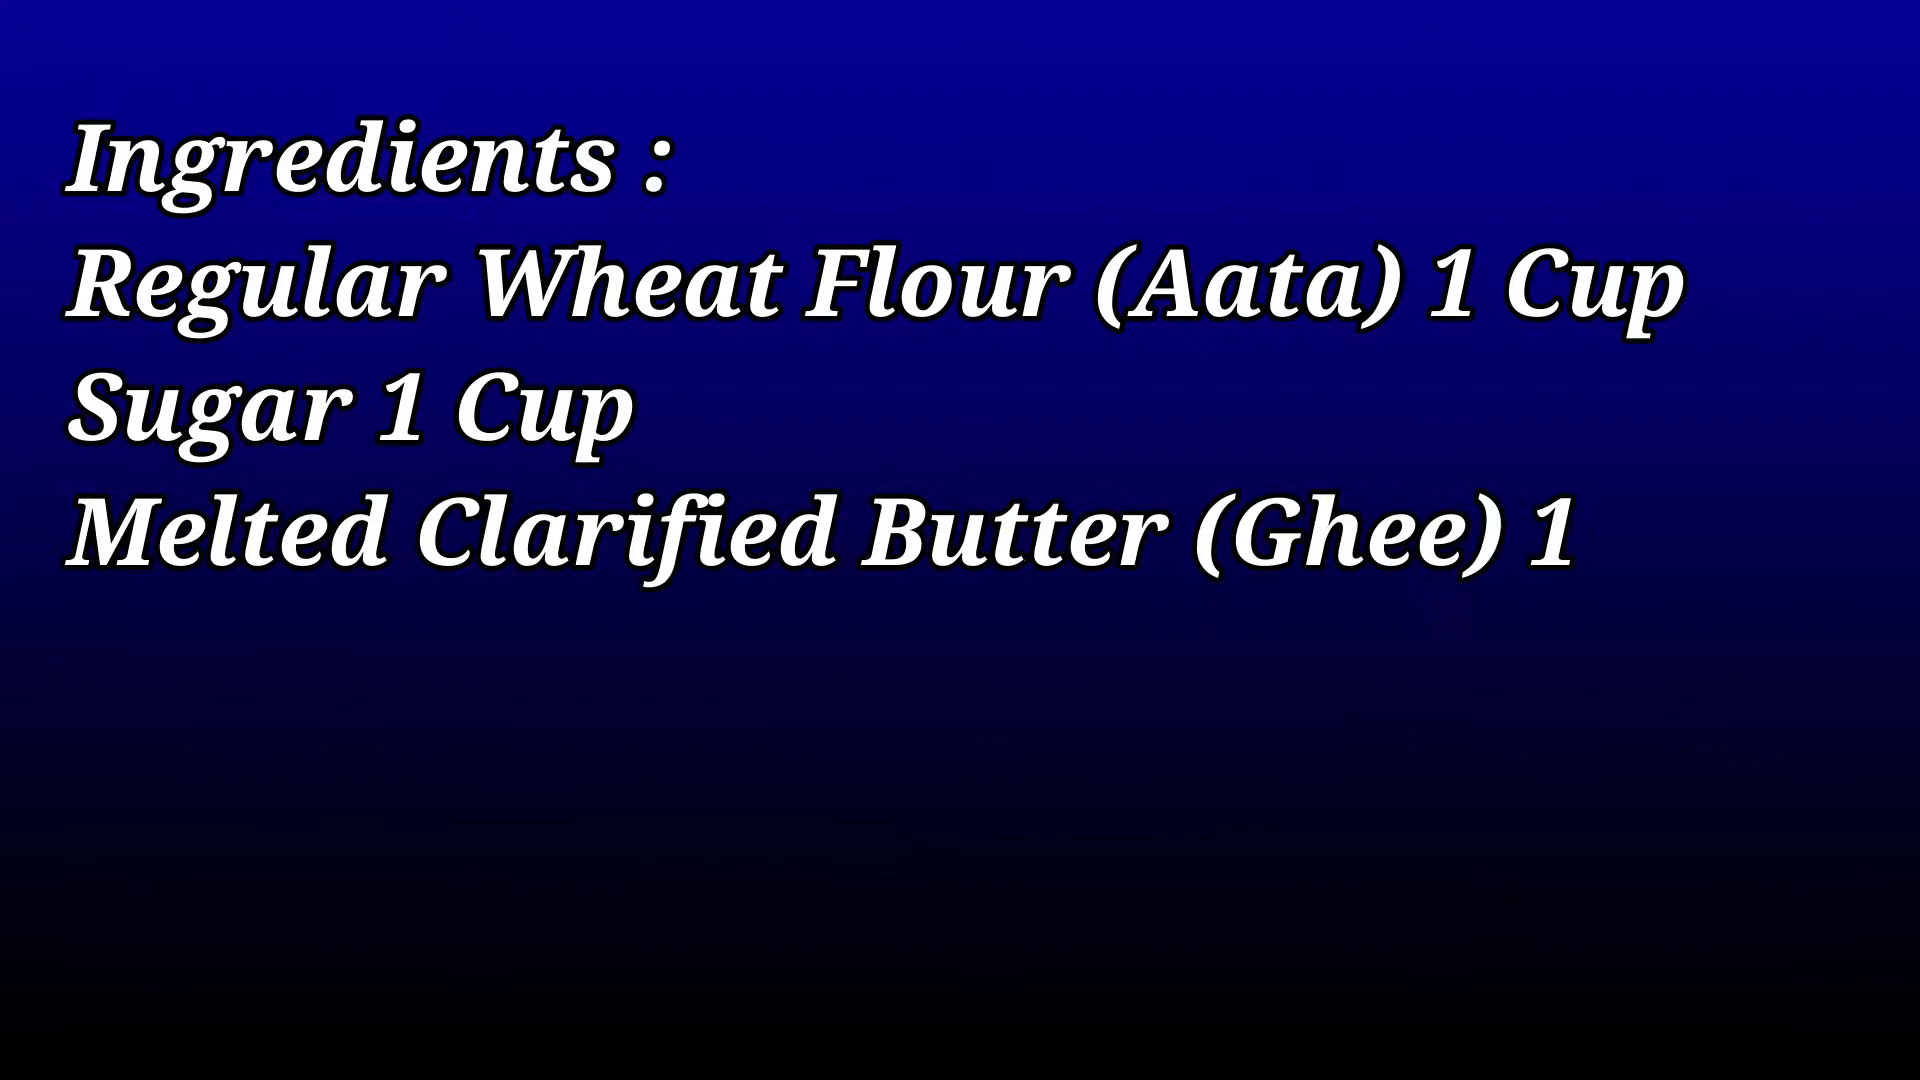 Ingredients :
Regular Wheat Flour (Aata) 1 Cup
Sugar 1 Cup
Melted Clarified Butter (Ghee) 1